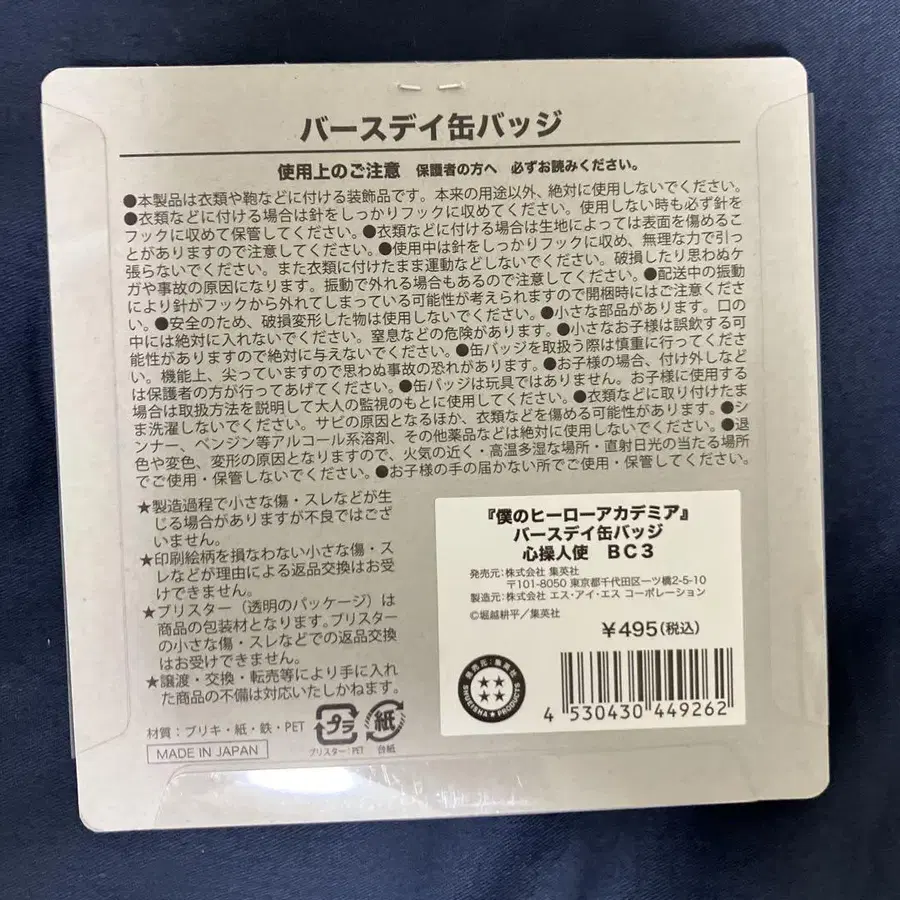 バースデイ缶バッジ
使用上のご注意 保護者の方へ 必ずお読みください。
●本製品は衣類や鞄などに付ける装飾品です。本来の用途以外、絶対に使用しないでください。
●衣類などに付ける場合は針をしっかりフックに収めてください。使用しない時も必ず針を
フックに収めて保管してください。●衣類などに付ける場合は生地によっては表面を傷めるこ
とがありますので注意してください。●使用中は針をしっかりフックに収め、無理な力で引っ
張らないでください。また衣類に付けたまま運動などしないでください。破損したり思わぬケ
ガや事故の原因になります。振動で外れる場合もあるので注意してください。●配送中の振動
により針がフックから外れてしまっている可能性が考えられますので開梱時にはご注意くださ
い。●安全のため、破損変形した物は使用しないでください。●小さな部品があります。口の
中には絶対に入れないでください。窒息などの危険があります。●小さなお子様は誤飲する可
能性がありますので絶対に与えないでください。●缶バッジを取扱う際は慎重に行ってくださ
い。機能上、尖っていますので思わぬ事故の恐れがあります。●お子様の場合、付け外しなど
は保護者の方が行ってあげてください。●缶バッジは玩具ではありません。お子様に使用する
場合は取扱方法を説明して大人の監視のもとに使用してください。●衣類などに取り付けたま
ま洗濯しないでください。サビの原因となるほか、衣類などを傷める可能性があります。●シ
ンナー、ベンジン等アルコール系溶剤、その他薬品などは絶対に使用しないでください。●退
色や変色、変形の原因となりますので、火気の近く・高温多湿な場所・直射日光の当たる場所
でご使用・保管しないでください。●お子様の手の届かない所でご使用・保管してください。
★製造過程で小さな傷・スレなどが生
じる場合がありますが不良ではござ
いません。
★印刷絵柄を損なわない小さな傷・ス
レなどが理由による返品交換はお受
けできません。
★ブリスター（透明のパッケージ）は
商品の包装材となります。ブリスター
の小さな傷・スレなどでの返品交換
はお受けできません。
★譲渡・交換・転売等により手に入れ
た商品の不備は対応いたしかねます。
材質：ブリキ・紙・鉄・PET
MADE IN JAPAN
プラ
ブリスター：PET
紙
台紙
『僕のヒーローアカデミア』
バースデイ缶バッジ
心操人使 BC3
発売元：株式会社 集英社
〒101-8050 東京都千代田区一ツ橋2-5-10
製造元：株式会社 エス・アイ・エス コーポレーション
©堀越耕平／集英社
¥495(税込)
発売元：集英社
SHUEISHA★PRODUCTS
4 530430 449262